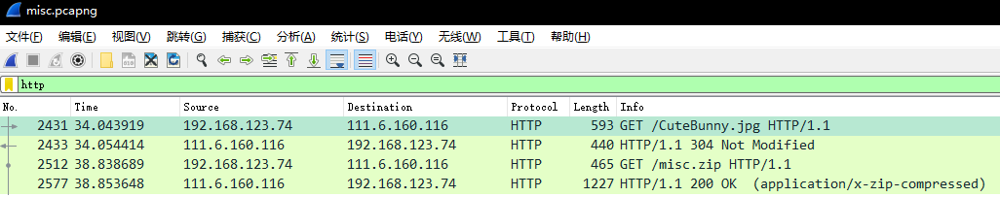 misc.pcapng
文件(F) 编辑(E) 视图(V) 跳转(G) 捕获(C) 分析(A) 统计(S) 电话(Y) 无线(W) 工具(T) 帮助(H)
http
No. Time Source Destination Protocol Length Info
2431 34.043919 192.168.123.74 111.6.160.116 HTTP 593 GET /CuteBunny.jpg HTTP/1.1
2433 34.054414 111.6.160.116 192.168.123.74 HTTP 440 HTTP/1.1 304 Not Modified
2512 38.838689 192.168.123.74 111.6.160.116 HTTP 465 GET /misc.zip HTTP/1.1
2577 38.853648 111.6.160.116 192.168.123.74 HTTP 1227 HTTP/1.1 200 OK (application/x-zip-compressed)